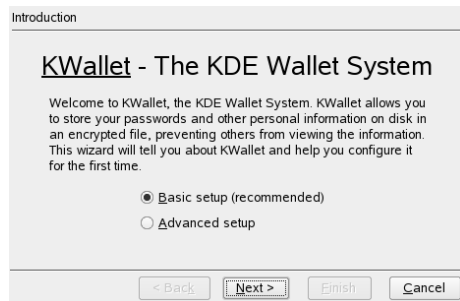 Introduction
KWallet - The KDE Wallet System
Welcome to KWallet, the KDE Wallet System. KWallet allows you
to store your passwords and other personal information on disk in
an encrypted file, preventing others from viewing the information.
This wizard will tell you about KWallet and help you configure it
for the first time.
Basic setup (recommended)
Advanced setup
< Back Next > Finish Cancel